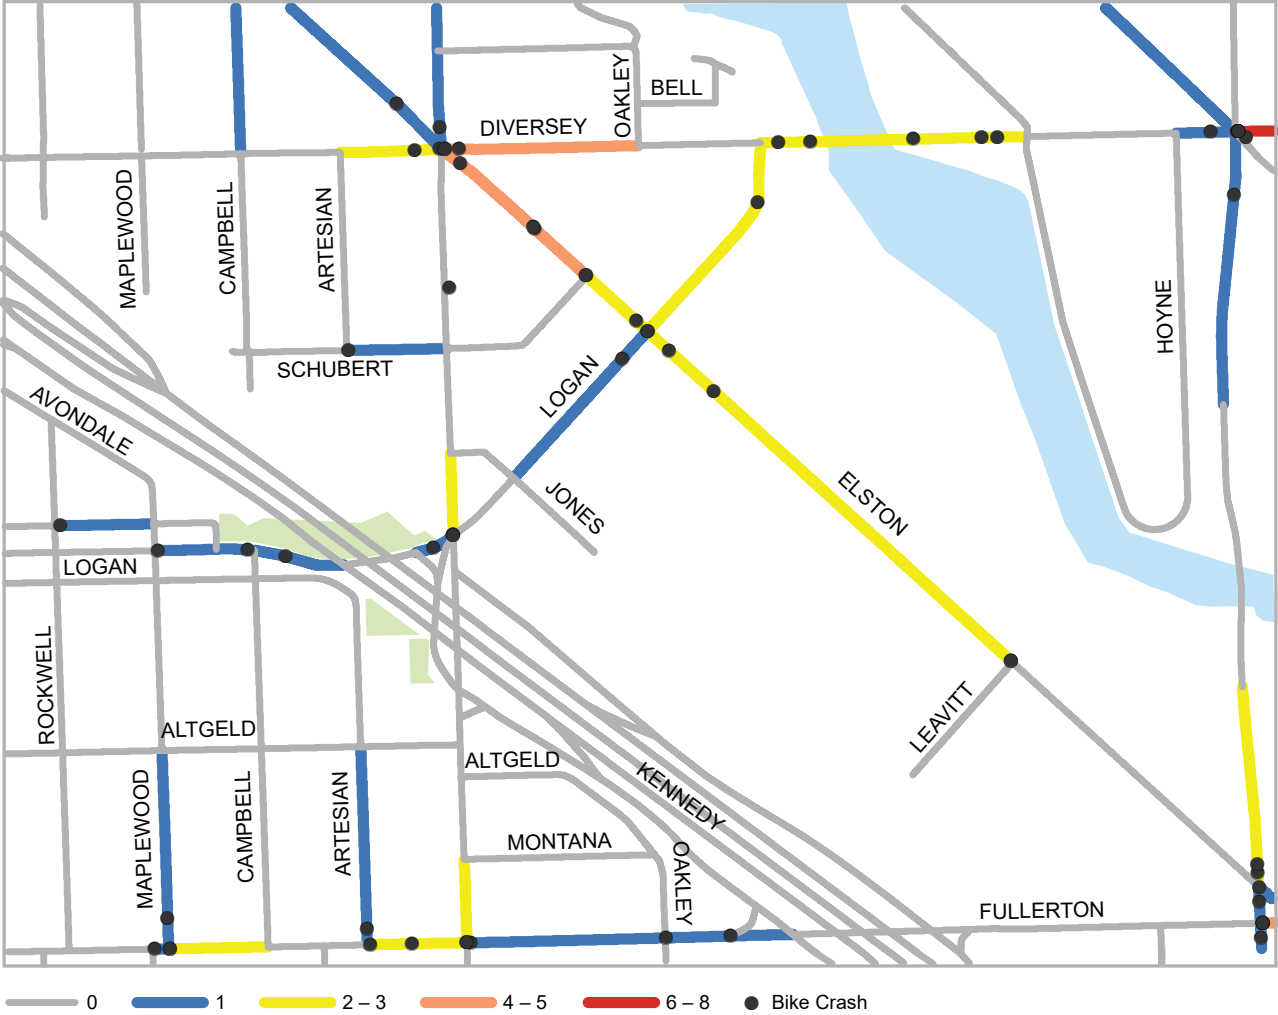 OAKLEY
BELL
DIVERSEY
MAPLEWOOD
CAMPBELL
ARTESIAN
HOYNE
SCHUBERT
LOGAN
AVONDALE
JONES
ELSTON
LOGAN
ROCKWELL
LEAVITT
ALTGELD
ALTGELD
MAPLEWOOD
CAMPBELL
ARTESIAN
KENNEDY
MONTANA
OAKLEY
FULLERTON
0 1 2 – 3 4 – 5 6 – 8 Bike Crash